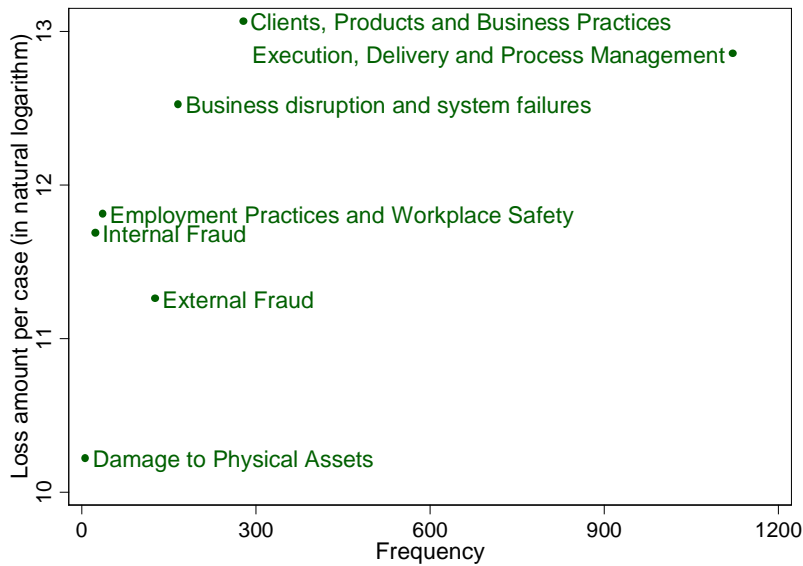 Loss amount per case (in natural logarithm)
13
12
11
10
Clients, Products and Business Practices
Execution, Delivery and Process Management
Business disruption and system failures
Employment Practices and Workplace Safety
Internal Fraud
External Fraud
Damage to Physical Assets
0
300
600
900
1200
Frequency